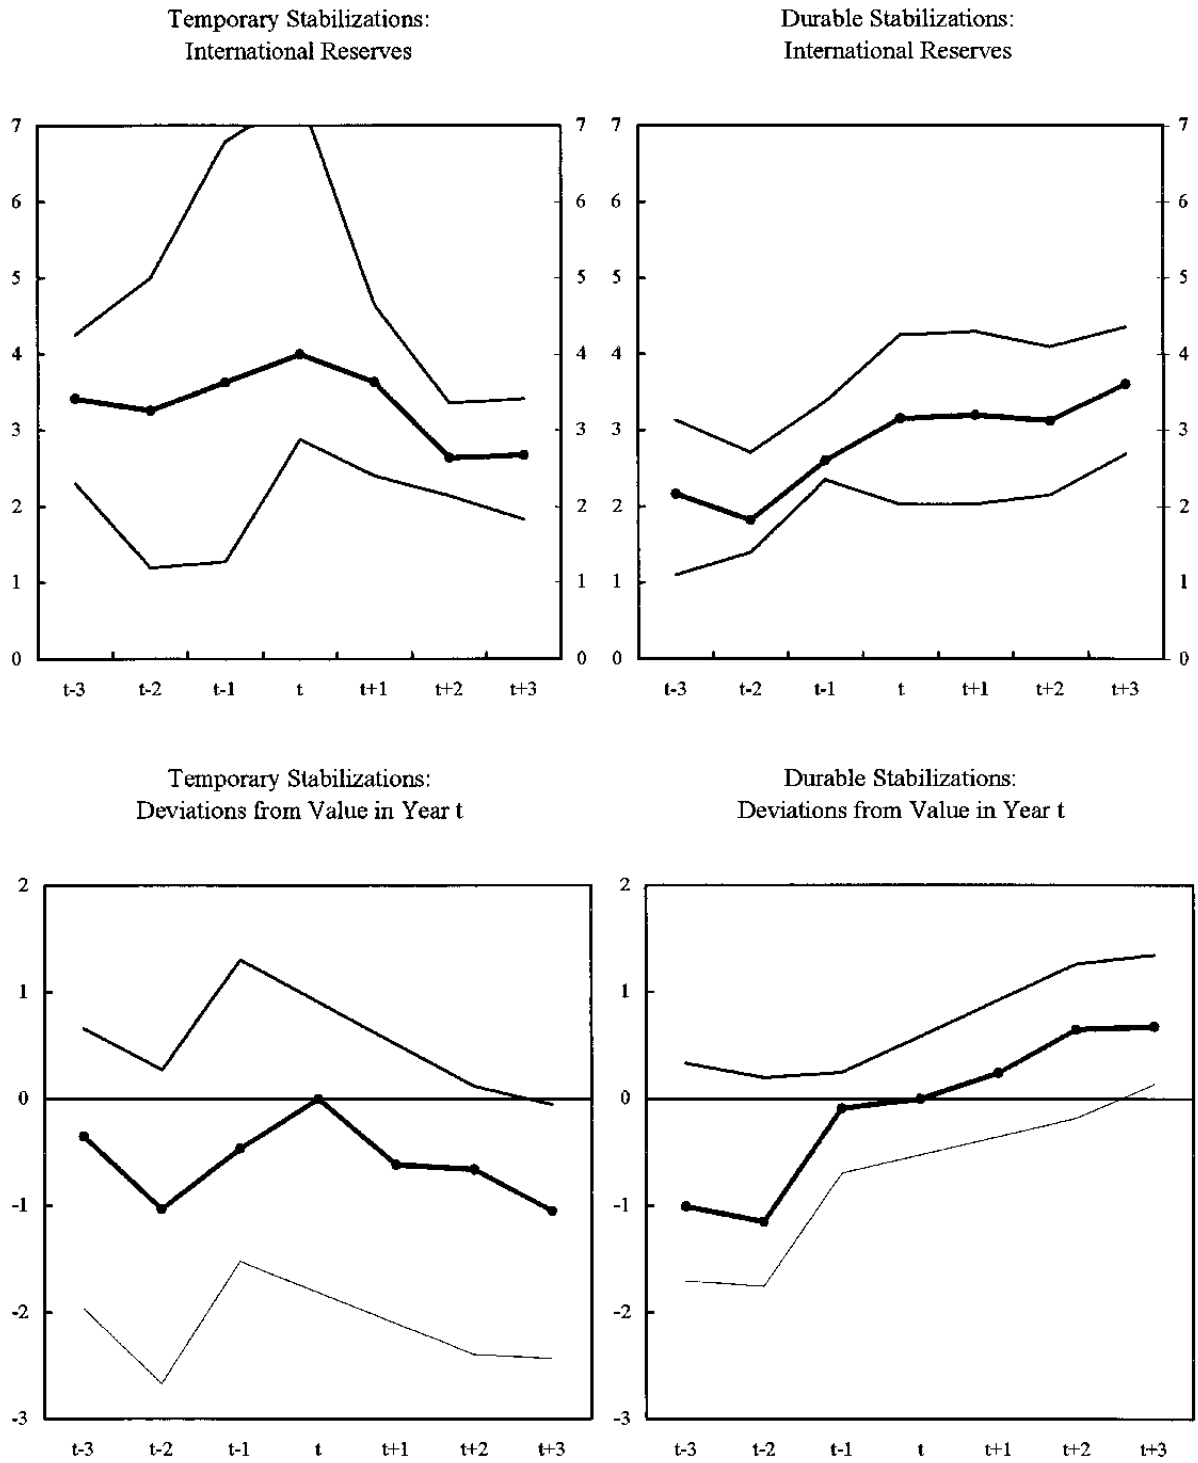 Temporary Stabilizations:
International Reserves
Durable Stabilizations:
International Reserves
7 7 7 7
6 6 6 6
5 5 5 5
4 4 4 4
3 3 3 3
2 2 2 2
1 1 1 1
0 0 0 0
t-3 t-2 t-1 t t+1 t+2 t+3
t-3 t-2 t-1 t t+1 t+2 t+3
Temporary Stabilizations:
Deviations from Value in Year t
Durable Stabilizations:
Deviations from Value in Year t
2 2
1 1
0 0
-1 -1
-2 -2
-3 -3
t-3 t-2 t-1 t t+1 t+2 t+3
t-3 t-2 t-1 t t+1 t+2 t+3